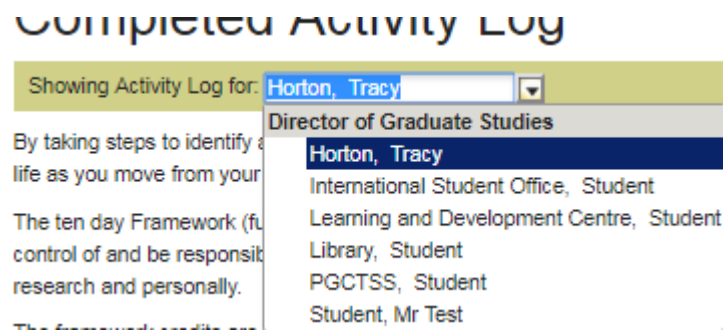 Completed Activity Log
Showing Activity Log for: Horton, Tracy
Director of Graduate Studies
Horton, Tracy
International Student Office, Student
Learning and Development Centre, Student
Library, Student
PGCTSS, Student
Student, Mr Test
By taking steps to identify
life as you move from your
The ten day Framework
control of and be
research and personally.
The framework credits are